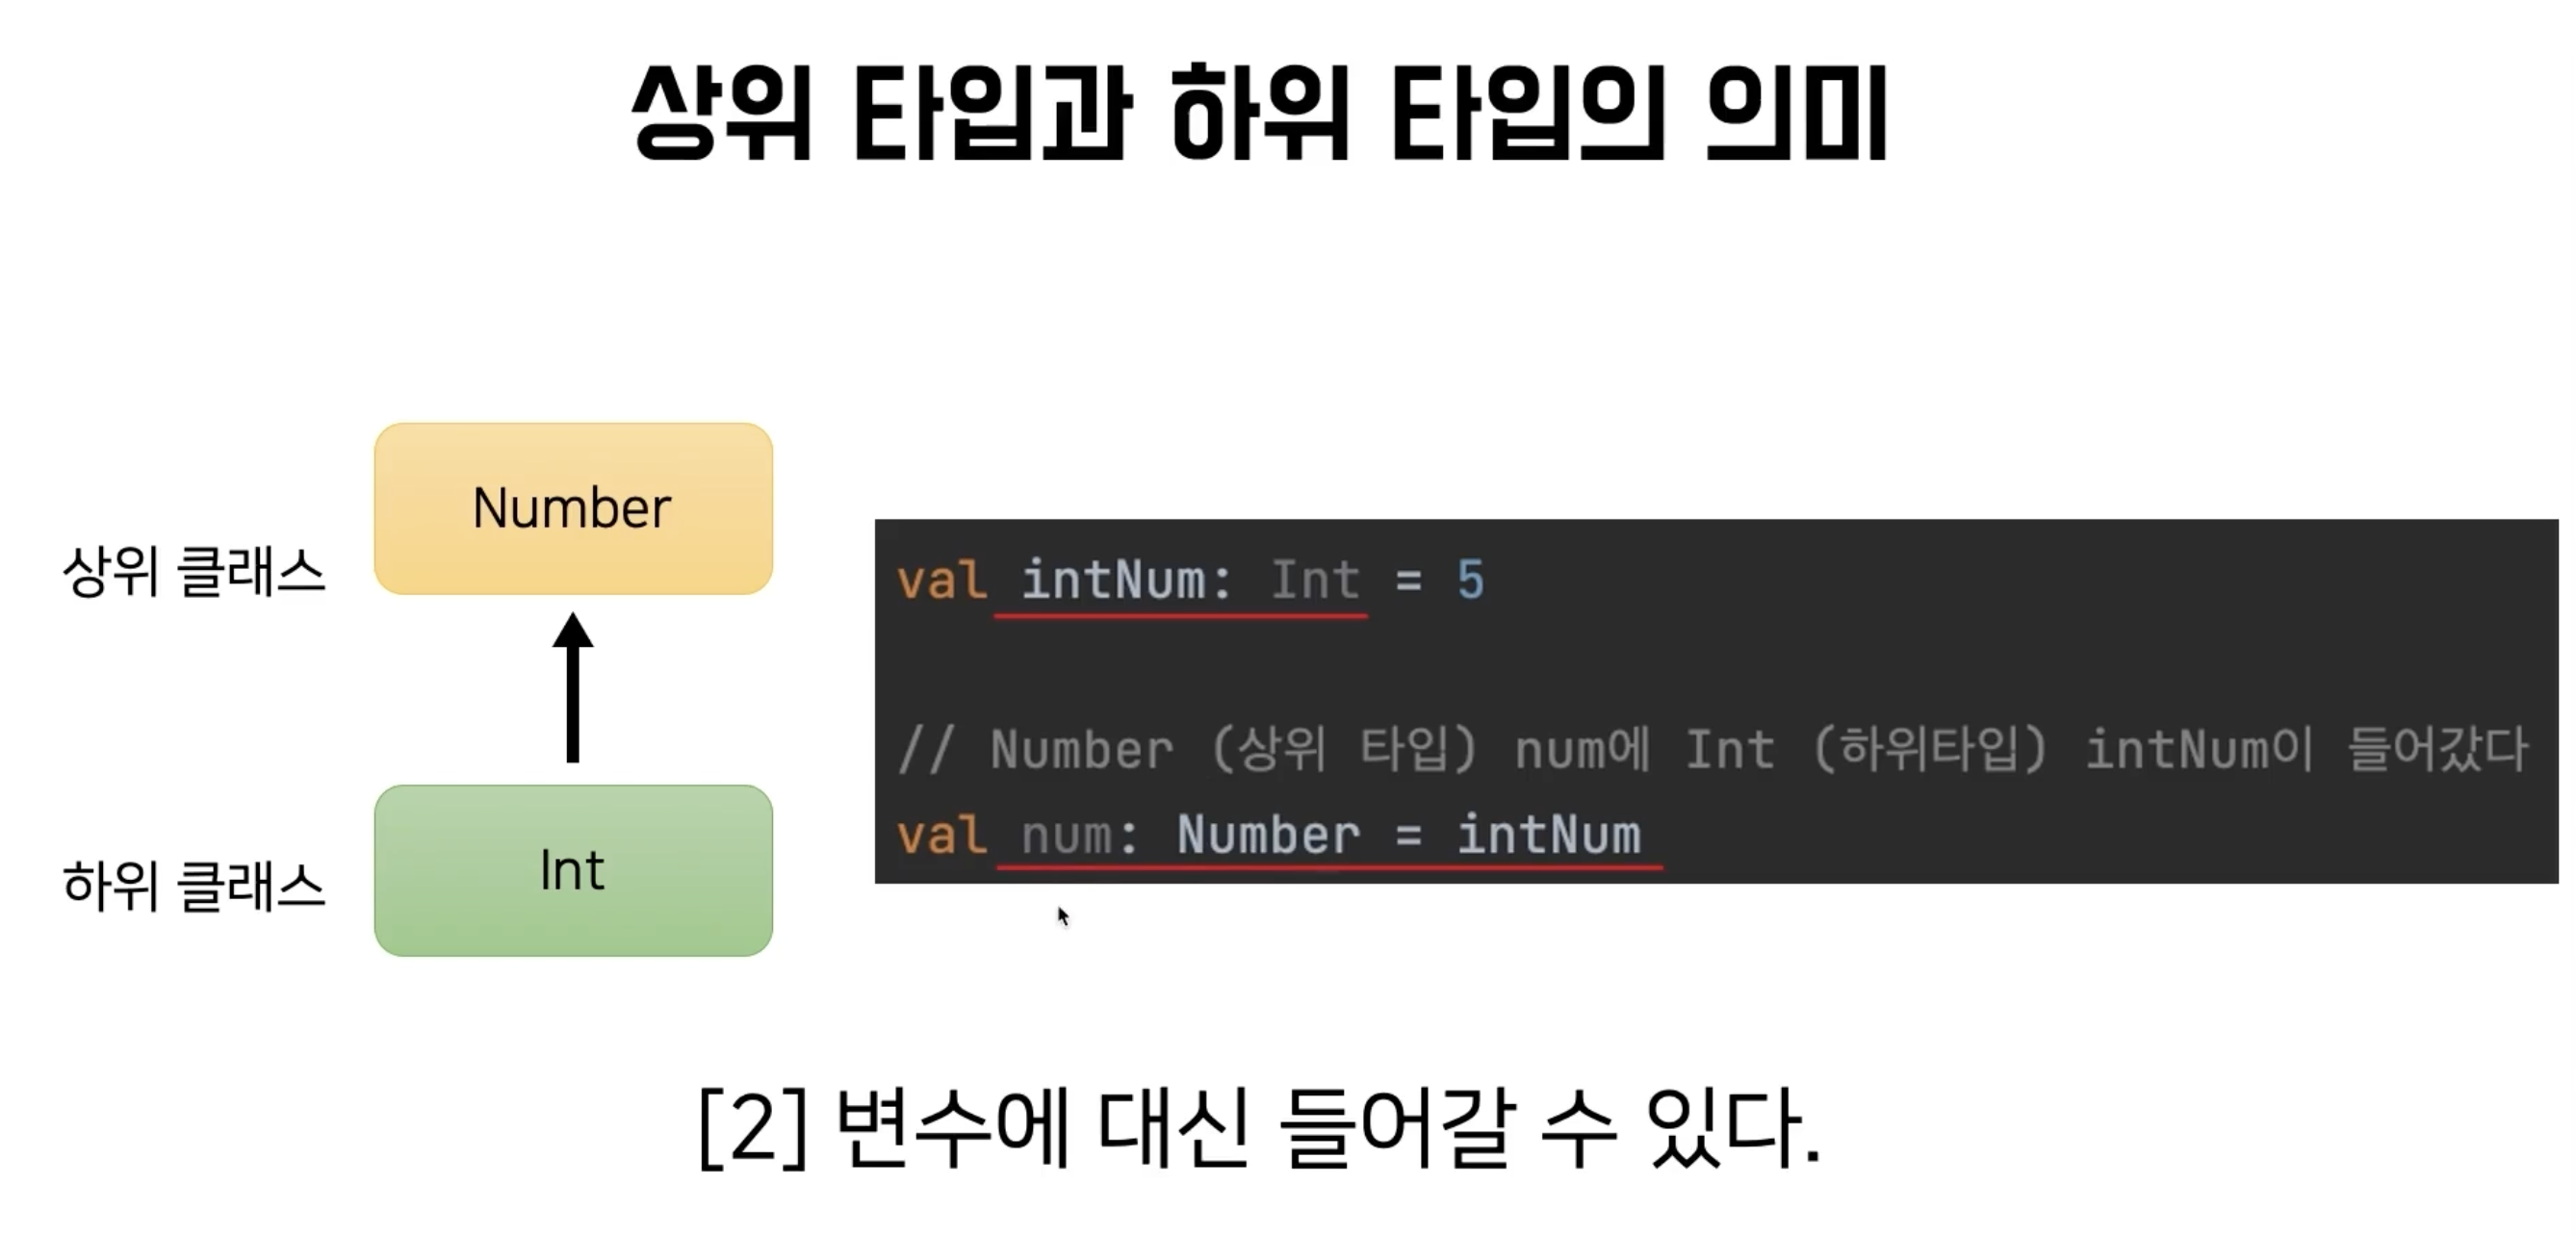 상위 타입과 하위 타입의 의미
Number
상위 클래스
Int
하위 클래스
val intNum: Int = 5
// Number (상위 타입) num에 Int (하위타입) intNum이 들어갔다
val num: Number = intNum
[2] 변수에 대신 들어갈 수 있다.